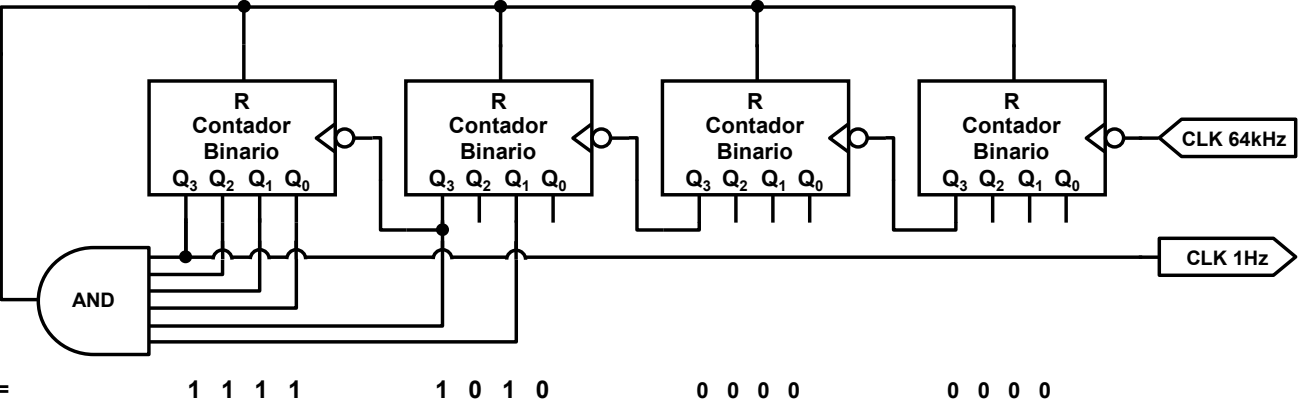 R
Contador
Binario
Q₃ Q₂ Q₁ Q₀
R
Contador
Binario
Q₃ Q₂ Q₁ Q₀
R
Contador
Binario
Q₃ Q₂ Q₁ Q₀
R
Contador
Binario
Q₃ Q₂ Q₁ Q₀
CLK 64kHz
CLK 1Hz
AND
= 1 1 1 1 1 0 1 0 0 0 0 0 0 0 0 0